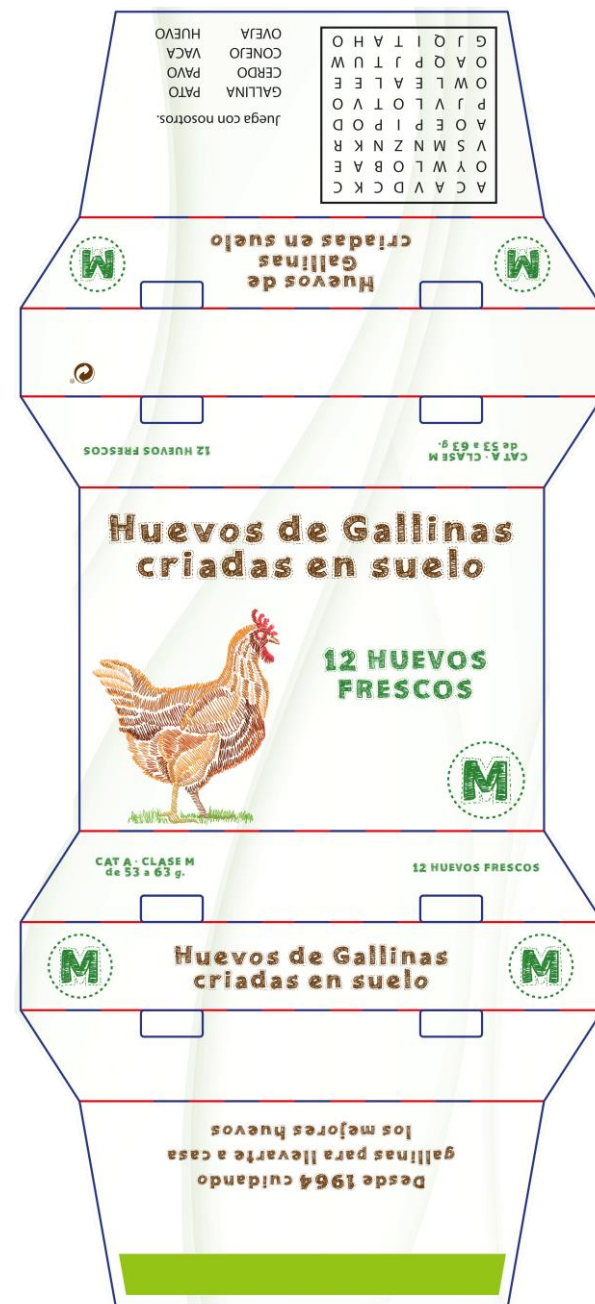 A C A V D C K C
O Y W L O B A E
V S M N Z N K R
A O E P I P O D
P J V L O T V O
O W L E A L E E
O A Q P J T U W
G J Q I T A H O
Juega con nosotros.
GALLINA PATO
CERDO PAVO
CONEJO VACA
OVEJA HUEVO
M
Huevos de
Gallinas
criadas en suelo
M
12 HUEVOS FRESCOS
CAT A · CLASE M
de 53 a 63 g.
Huevos de Gallinas
criadas en suelo
12 HUEVOS
FRESCOS
M
CAT A · CLASE M
de 53 a 63 g.
12 HUEVOS FRESCOS
M
Huevos de Gallinas
criadas en suelo
M
Desde 1964 cuidando
gallinas para llevarte a casa
los mejores huevos